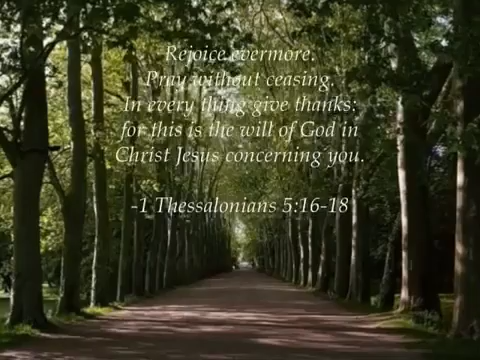 Rejoice evermore.
Pray without ceasing.
In every thing give thanks:
for this is the will of God in
Christ Jesus concerning you.
-1 Thessalonians 5:16-18